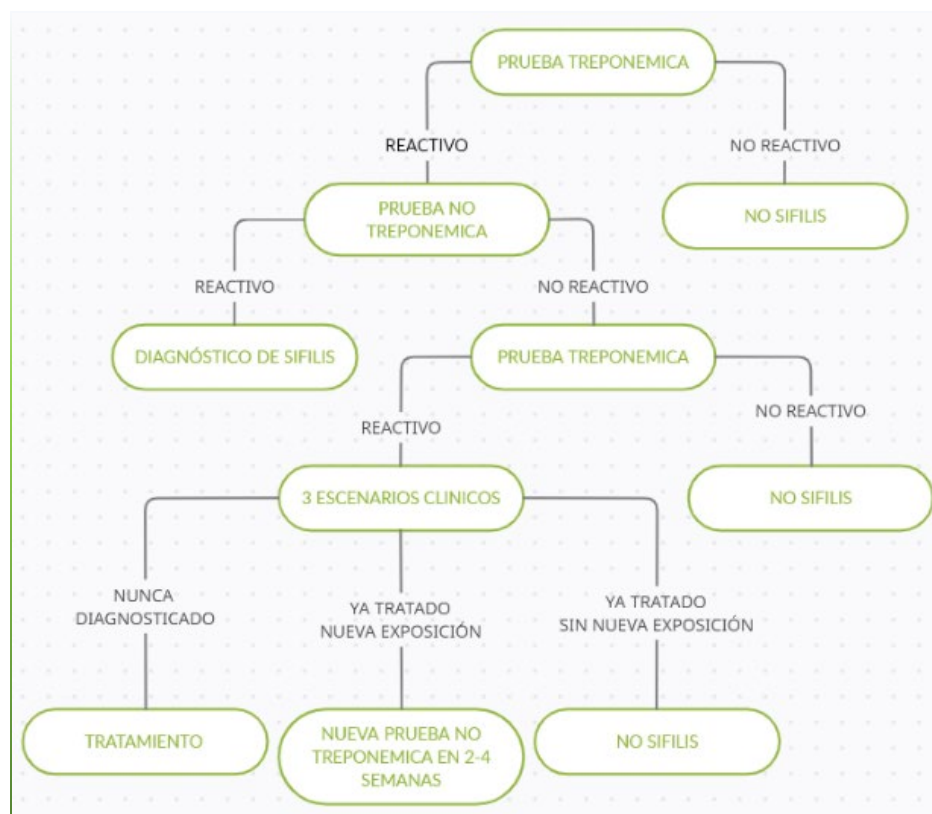 PRUEBA TREPONEMICA
REACTIVO
NO REACTIVO
PRUEBA NO
TREPONEMICA
NO SIFILIS
REACTIVO
NO REACTIVO
DIAGNÓSTICO DE SIFILIS
PRUEBA TREPONEMICA
REACTIVO
NO REACTIVO
3 ESCENARIOS CLINICOS
NO SIFILIS
NUNCA
DIAGNOSTICADO
YA TRATADO
NUEVA EXPOSICIÓN
YA TRATADO
SIN NUEVA EXPOSICIÓN
TRATAMIENTO
NUEVA PRUEBA NO
TREPONEMICA EN 2-4
SEMANAS
NO SIFILIS